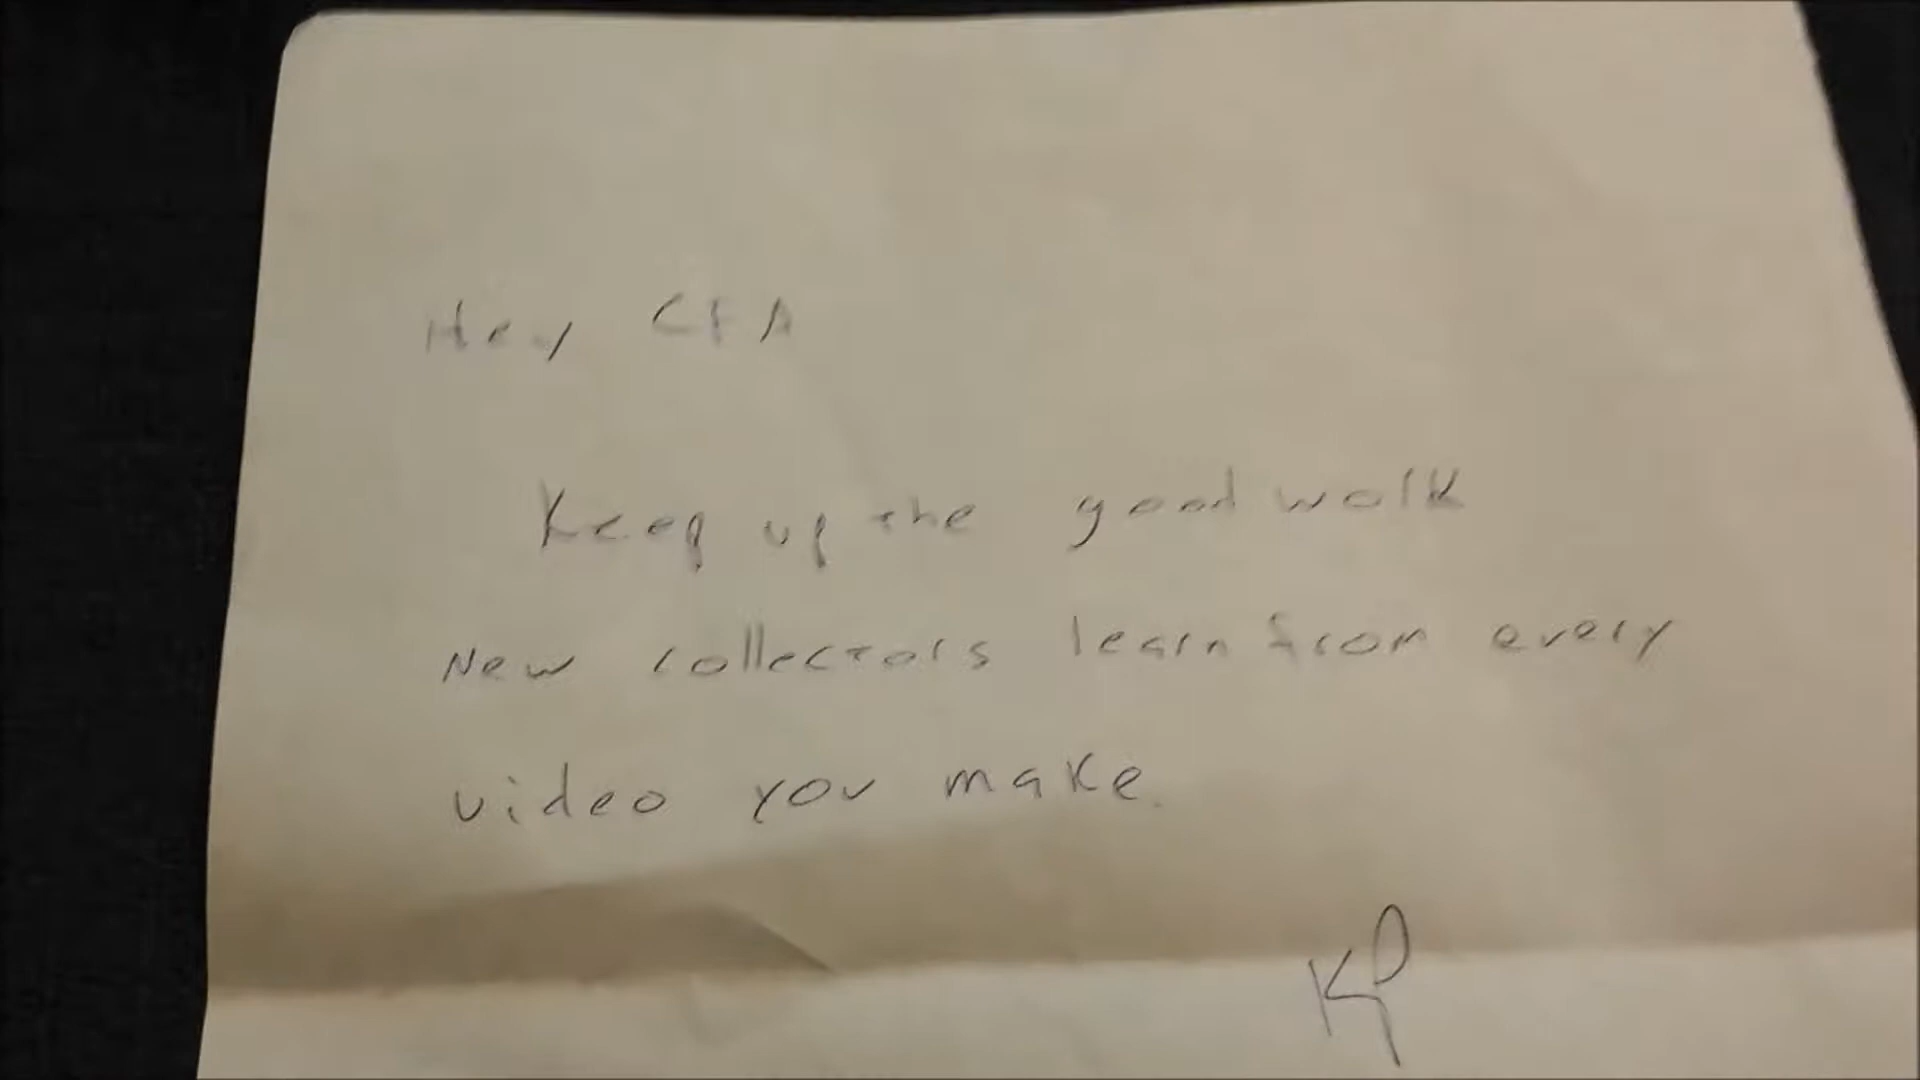 Hey CFA
Keep up the good work
New collectors learn from every
video you make.
KP